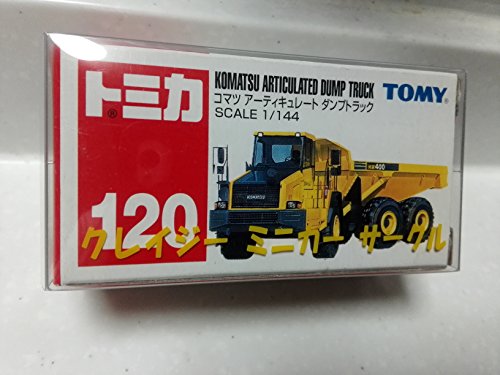 トミカ
®
120
KOMATSU ARTICULATED DUMP TRUCK
コマツ アーティキュレート ダンプトラック
SCALE 1/144
TOMY®
KOMATSU
400
クレイジー ミニカー サークル